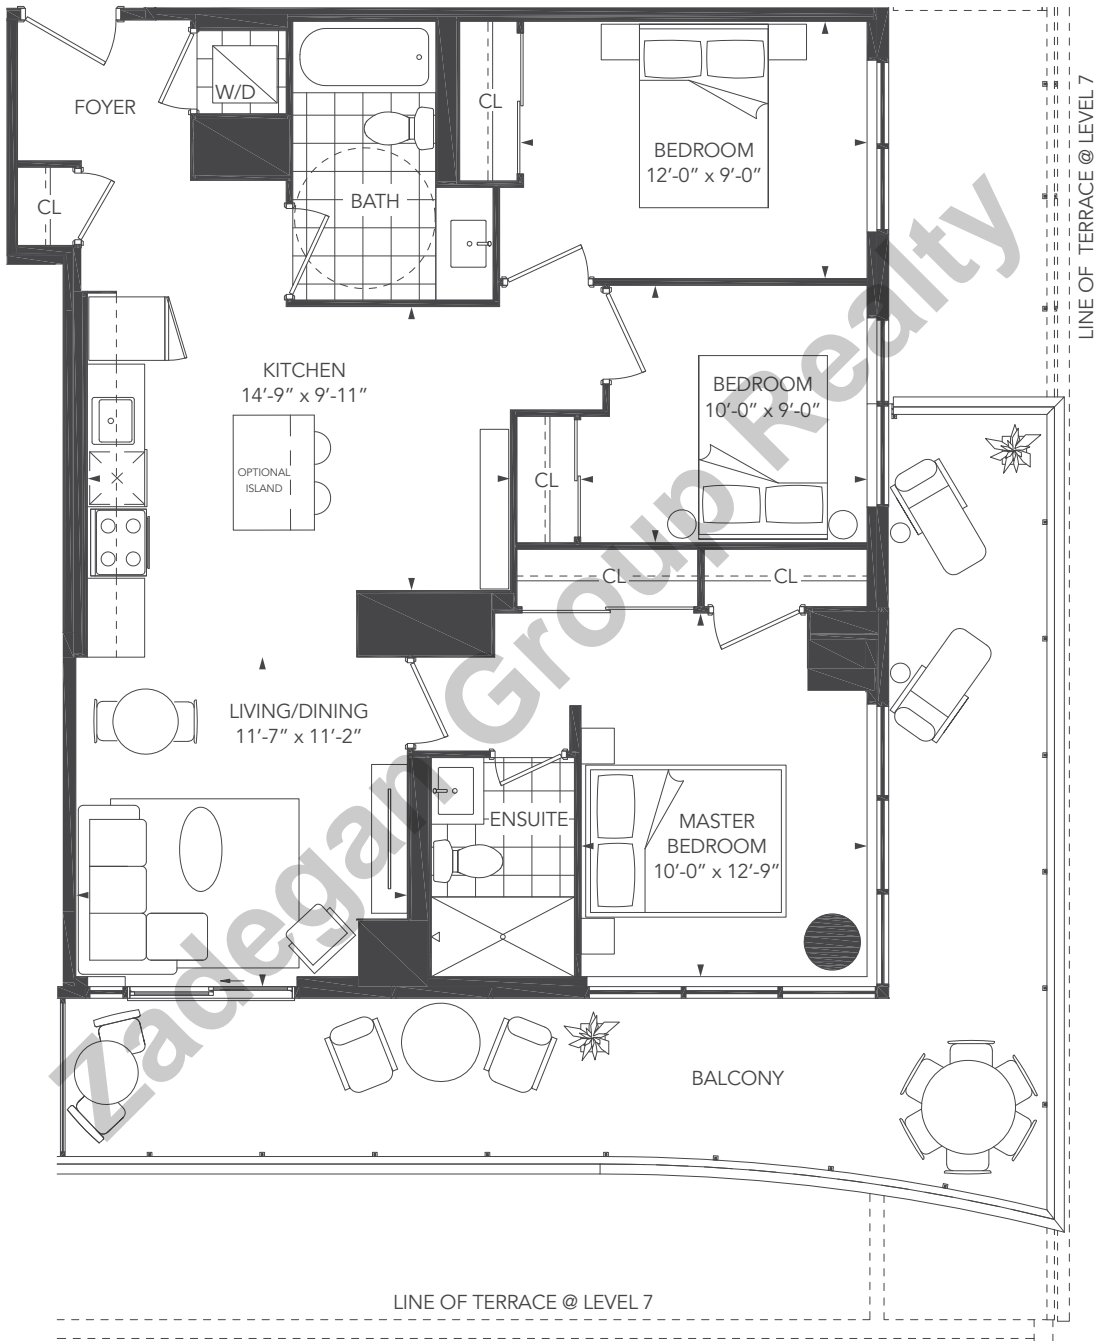 FOYER
W/D
CL
BATH
CL
BEDROOM
12'-0" x 9'-0"
LINE OF TERRACE @ LEVEL 7
KITCHEN
14'-9" x 9'-11"
OPTIONAL
ISLAND
BEDROOM
10'-0" x 9'-0"
CL
CL
CL
LIVING/DINING
11'-7" x 11'-2"
ENSUITE
MASTER
BEDROOM
10'-0" x 12'-9"
BALCONY
LINE OF TERRACE @ LEVEL 7
Zadegan Group Realty